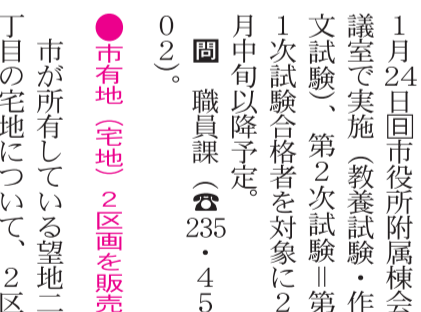 1月24日㊐市役所附属棟会
議室で実施（教養試験・作
文試験）、第2次試験＝第
1次試験合格者を対象に2
月中旬以降予定。
問 職員課（☎235・45
02）。
●市有地（宅地）2区画を販売
市が所有している望地二
丁目の宅地について、2区